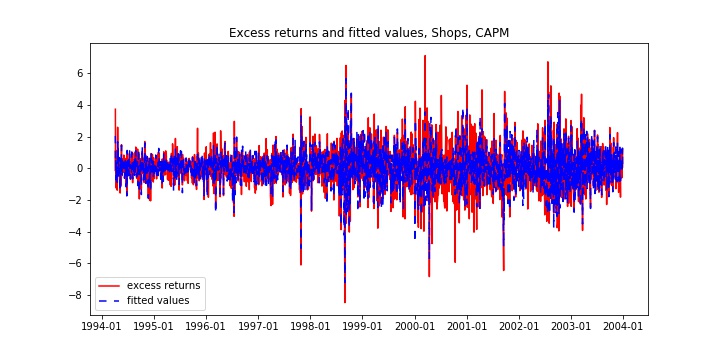 Excess returns and fitted values, Shops, CAPM
6
4
2
0
−2
−4
−6
−8
excess returns
fitted values
1994-01 1995-01 1996-01 1997-01 1998-01 1999-01 2000-01 2001-01 2002-01 2003-01 2004-01